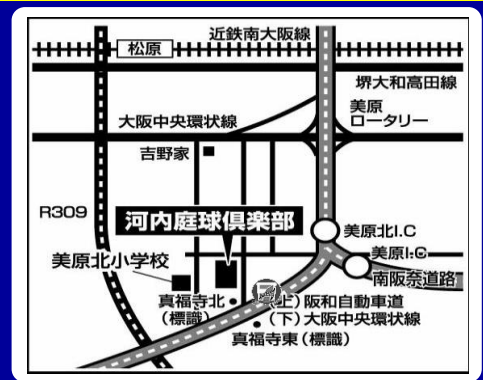 近鉄南大阪線
松原
堺大和高田線
美原
ロータリー
大阪中央環状線
吉野家
R309
河内庭球倶楽部
美原北I.C
美原I・C
美原北小学校
南阪奈道路
真福寺北
(標識)
(上)阪和自動車道
(下)大阪中央環状線
真福寺東(標識)